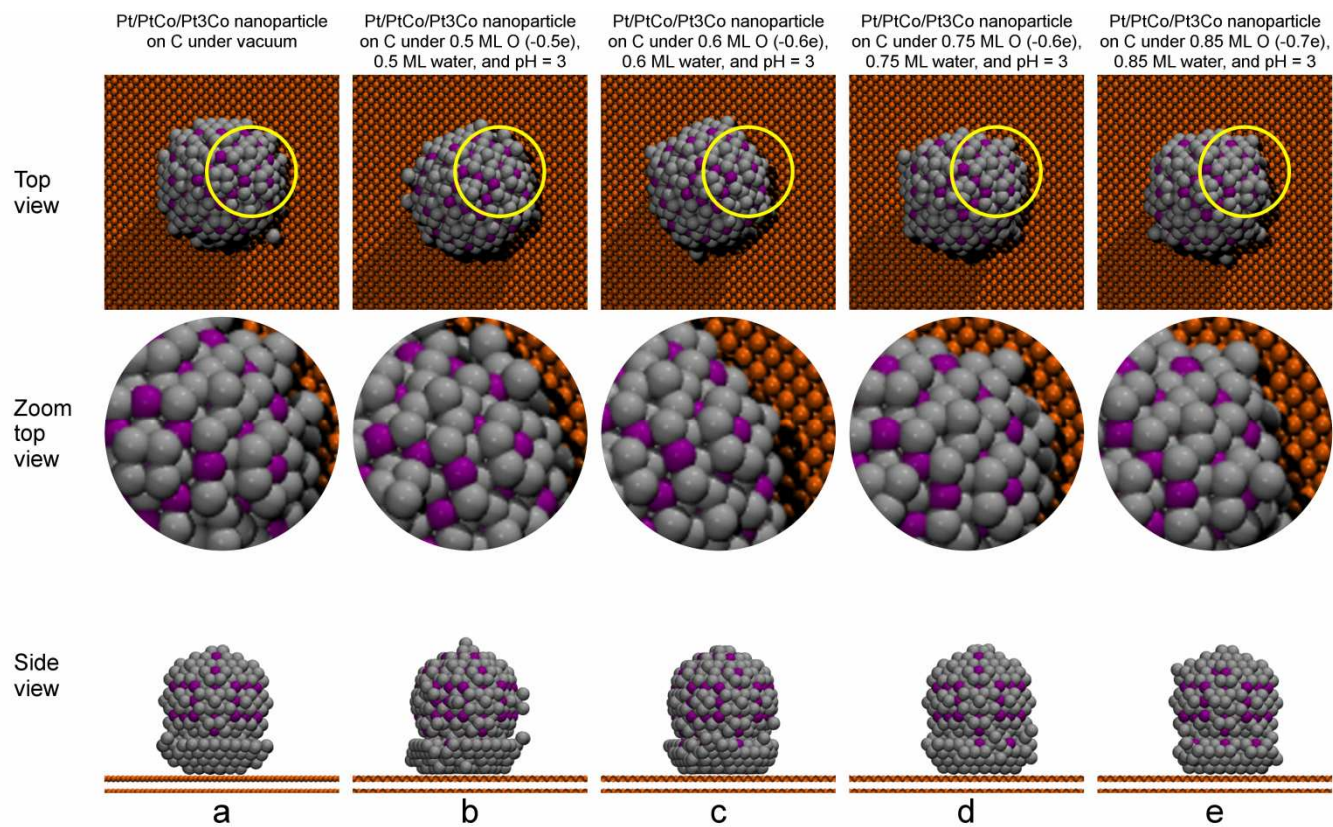 Pt/PtCo/Pt3Co nanoparticle
on C under vacuum
Pt/PtCo/Pt3Co nanoparticle
on C under 0.5 ML O (-0.5e),
0.5 ML water, and pH = 3
Pt/PtCo/Pt3Co nanoparticle
on C under 0.6 ML O (-0.6e),
0.6 ML water, and pH = 3
Pt/PtCo/Pt3Co nanoparticle
on C under 0.75 ML O (-0.6e),
0.75 ML water, and pH = 3
Pt/PtCo/Pt3Co nanoparticle
on C under 0.85 ML O (-0.7e),
0.85 ML water, and pH = 3
Top
view
Zoom
top
view
Side
view
a
b
c
d
e